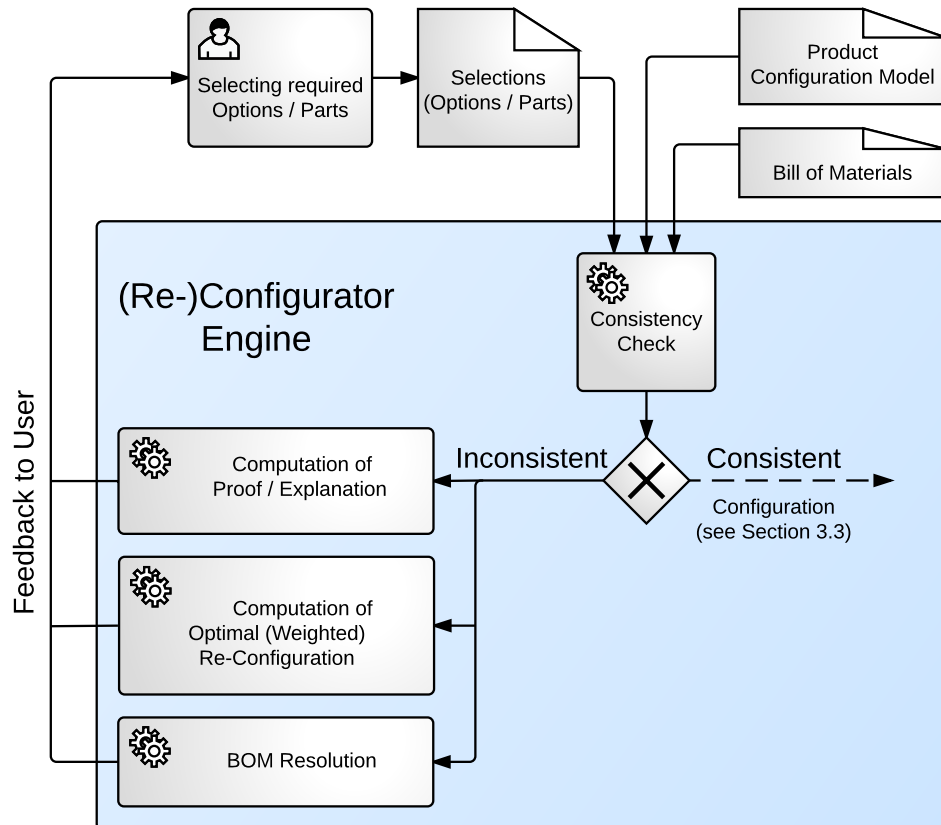 Selecting required
Options / Parts
Selections
(Options / Parts)
Product
Configuration Model
Bill of Materials
(Re-)Configurator
Engine
Consistency
Check
Inconsistent
Consistent
Configuration
(see Section 3.3)
Feedback to User
Computation of
Proof / Explanation
Computation of
Optimal (Weighted)
Re-Configuration
BOM Resolution